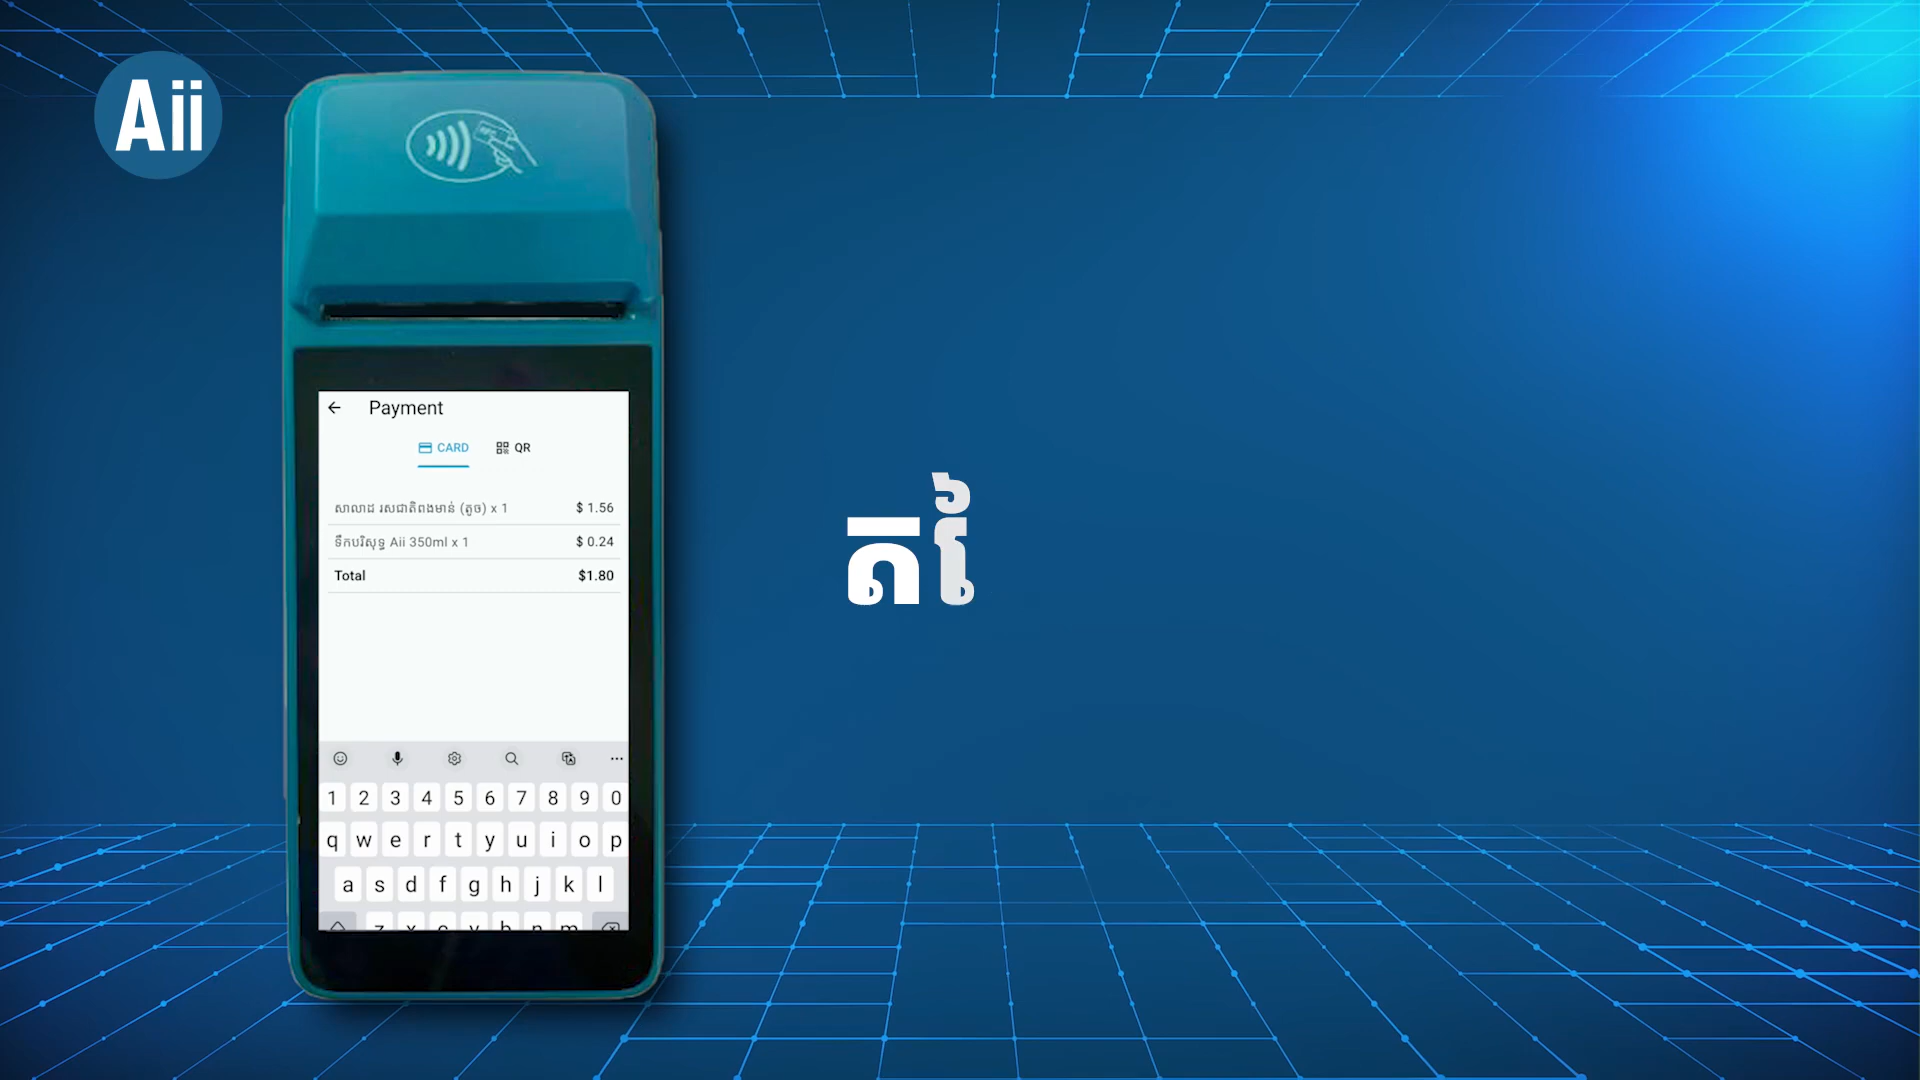 Aii
Payment
CARD QR
សាលាដ រសជាតិពងមាន់ (តូច) x 1 $ 1.56
ទឹកបរិសុទ្ធ Aii 350ml x 1 $ 0.24
Total $1.80
1 2 3 4 5 6 7 8 9 0
q w e r t y u i o p
a s d f g h j k l
z x c v b n m